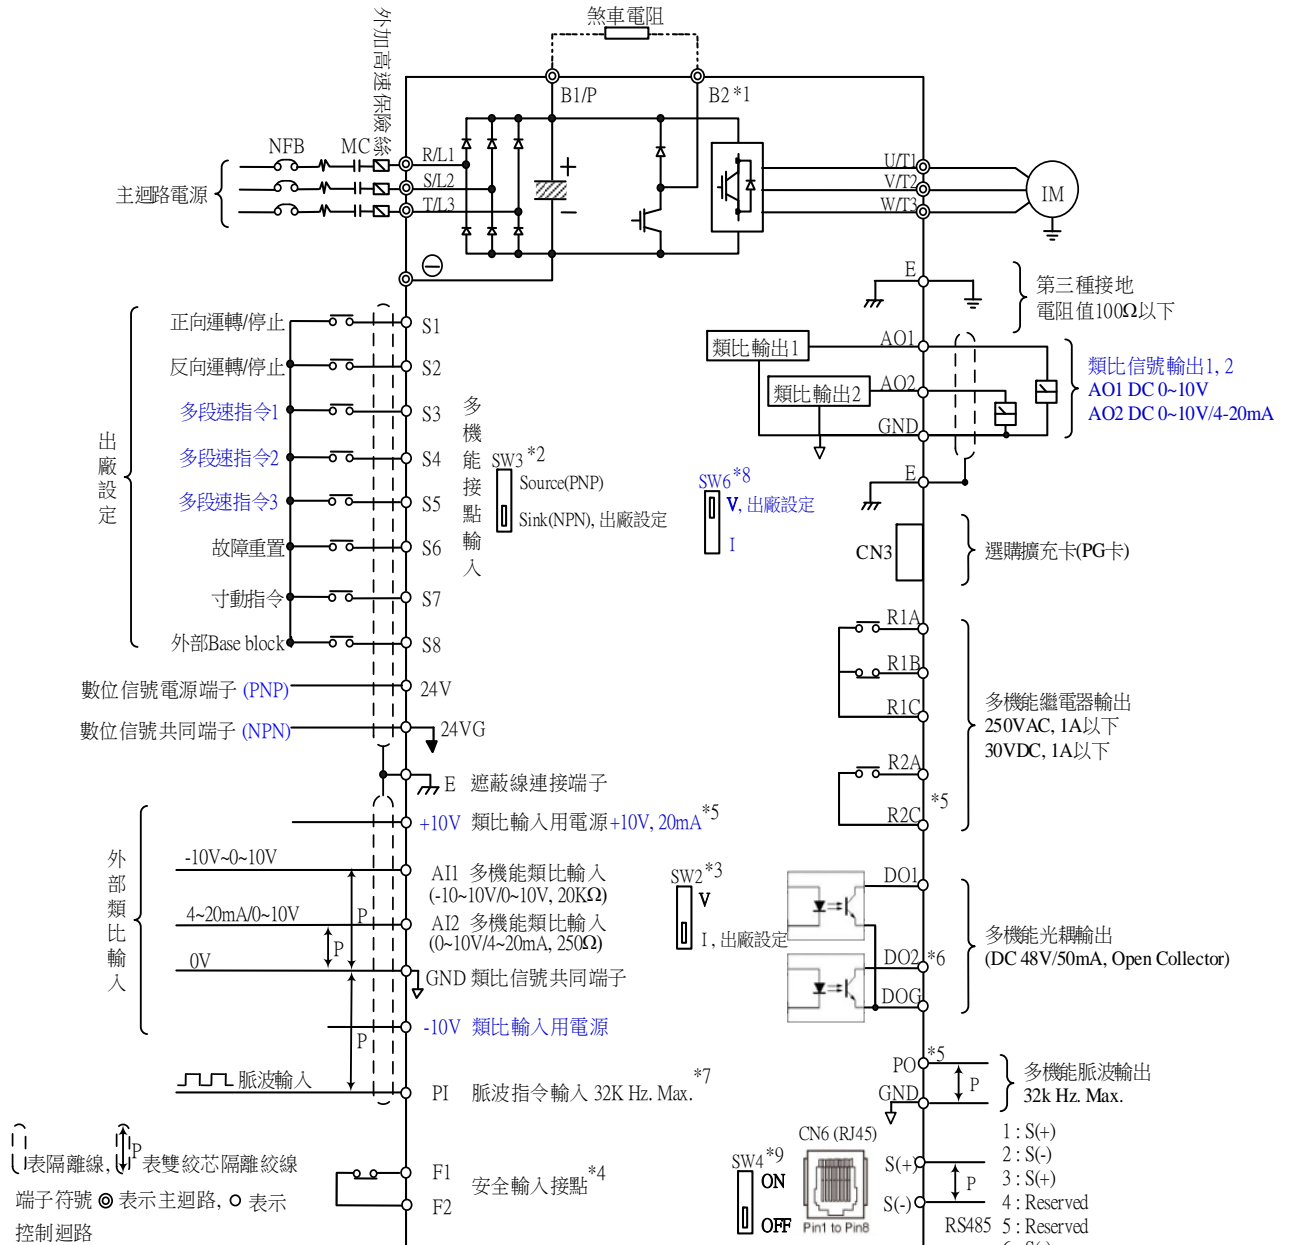 煞車電阻
外加高速保險絲
B1/P
B2 *1
NFB
MC
R/L1
S/L2
T/L3
主迴路電源
+
−
U/T1
V/T2
W/T3
IM
E
第三種接地
電阻值100Ω以下
出廠設定
正向運轉/停止
S1
反向運轉/停止
S2
多段速指令1
S3
多段速指令2
S4
多段速指令3
S5
故障重置
S6
寸動指令
S7
外部Base block
S8
多機能接點輸入
SW3 *2
Source(PNP)
Sink(NPN), 出廠設定
數位信號電源端子 (PNP)
24V
數位信號共同端子 (NPN)
24VG
E 遮蔽線連接端子
類比輸出1
AO1
類比輸出2
AO2
GND
類比信號輸出1, 2
AO1 DC 0~10V
AO2 DC 0~10V/4-20mA
E
SW6 *8
V, 出廠設定
I
CN3
選購擴充卡(PG卡)
R1A
R1B
R1C
R2A
R2C
*5
多機能繼電器輸出
250VAC, 1A以下
30VDC, 1A以下
外部類比輸入
+10V 類比輸入用電源+10V, 20mA *5
-10V~0~10V
AI1 多機能類比輸入
(-10~10V/0~10V, 20KΩ)
P
4~20mA/0~10V
AI2 多機能類比輸入
(0~10V/4~20mA, 250Ω)
P
0V
GND 類比信號共同端子
-10V 類比輸入用電源
P
脈波輸入
PI 脈波指令輸入 32K Hz. Max. *7
SW2 *3
V
I , 出廠設定
DO1
DO2 *6
DOG
多機能光耦輸出
(DC 48V/50mA, Open Collector)
PO *5
GND
P
多機能脈波輸出
32k Hz. Max.
表隔離線, P 表雙絞芯隔離絞線
端子符號 ◎ 表示主迴路, ○ 表示
控制迴路
F1
F2
安全輸入接點 *4
SW4 *9
ON
OFF
CN6 (RJ45)
Pin1 to Pin8
S(+)
S(-)
P
RS485
1 : S(+)
2 : S(-)
3 : S(+)
4 : Reserved
5 : Reserved